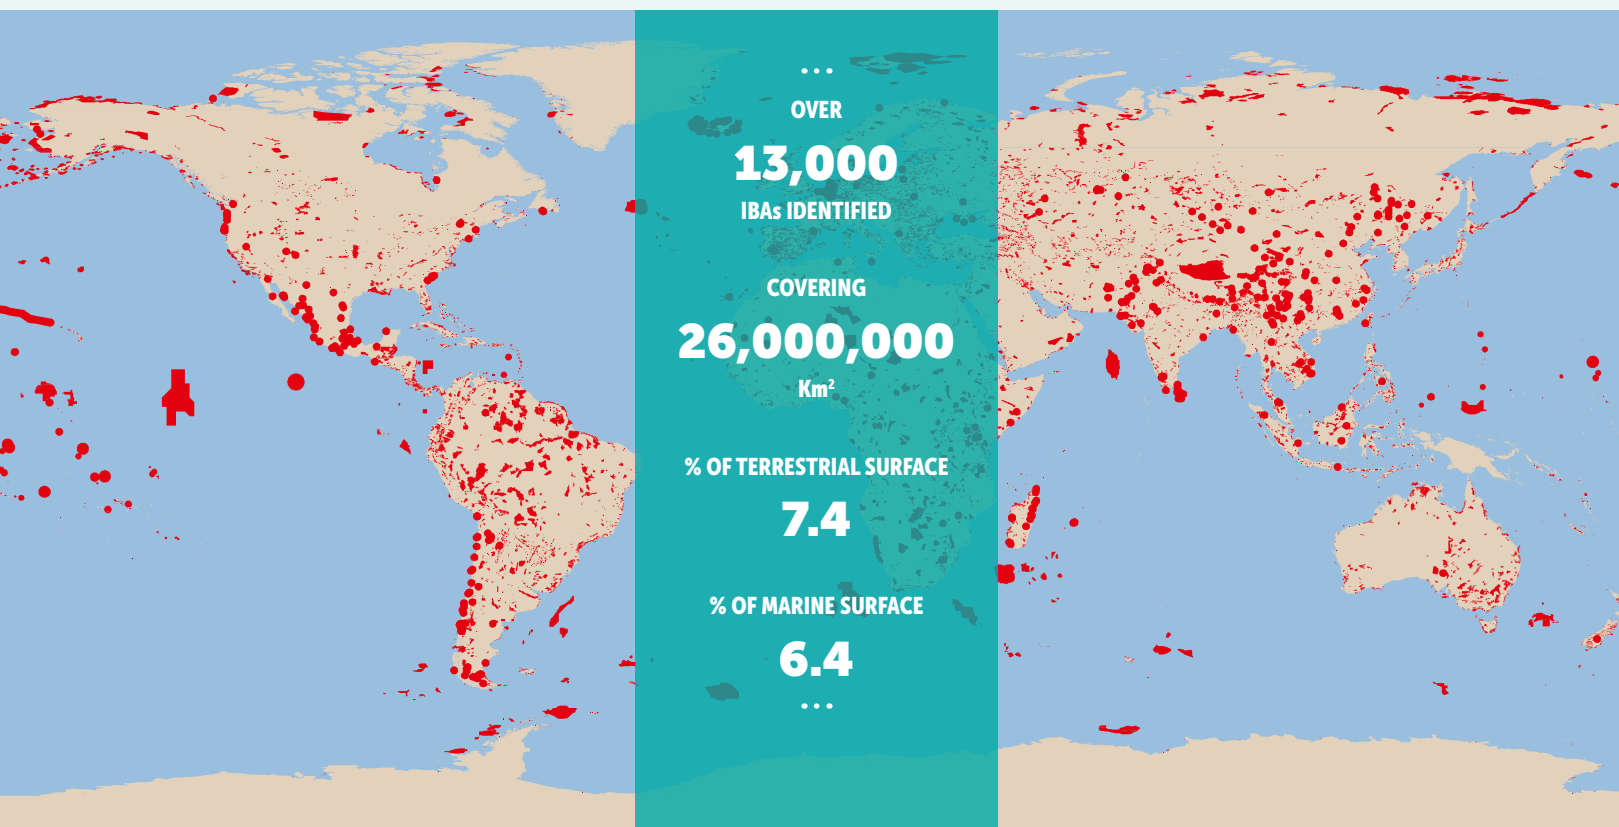 OVER
13,000
IBAs IDENTIFIED
COVERING
26,000,000
Km²
% OF TERRESTRIAL SURFACE
7.4
% OF MARINE SURFACE
6.4